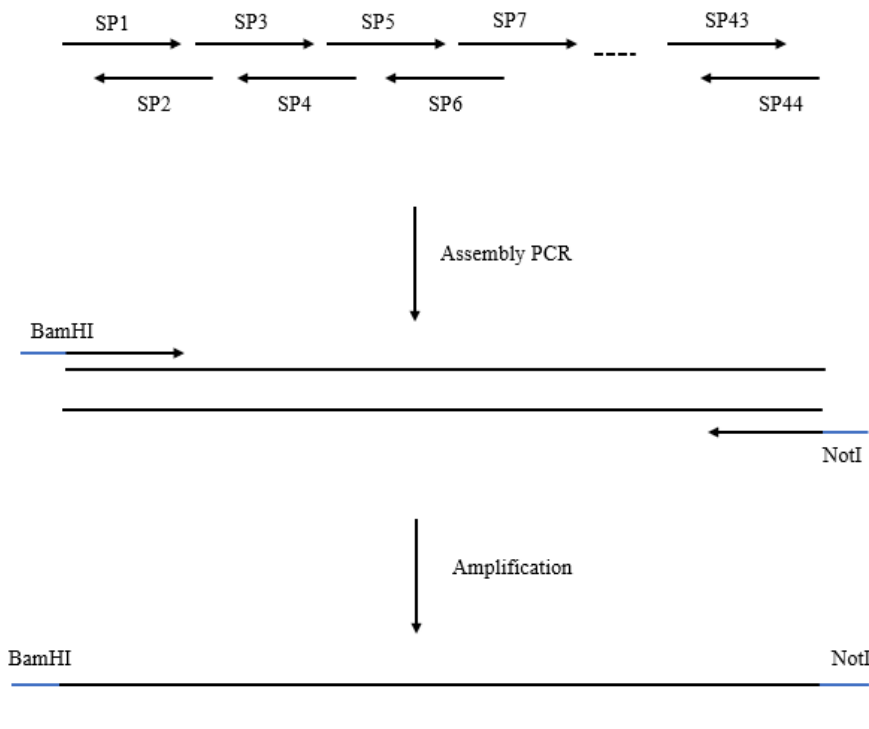 SP1 SP3 SP5 SP7 SP43
SP2 SP4 SP6 SP44
Assembly PCR
BamHI
NotI
Amplification
BamHI NotI